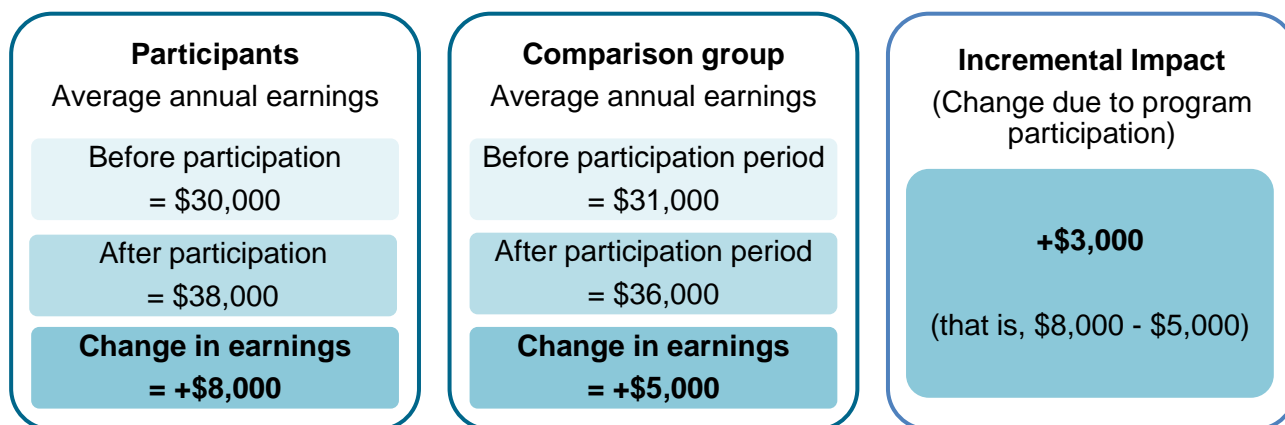 Participants
Average annual earnings
Before participation
= $30,000
After participation
= $38,000
Change in earnings
= +$8,000
Comparison group
Average annual earnings
Before participation period
= $31,000
After participation period
= $36,000
Change in earnings
= +$5,000
Incremental Impact
(Change due to program
participation)
+$3,000
(that is, $8,000 - $5,000)